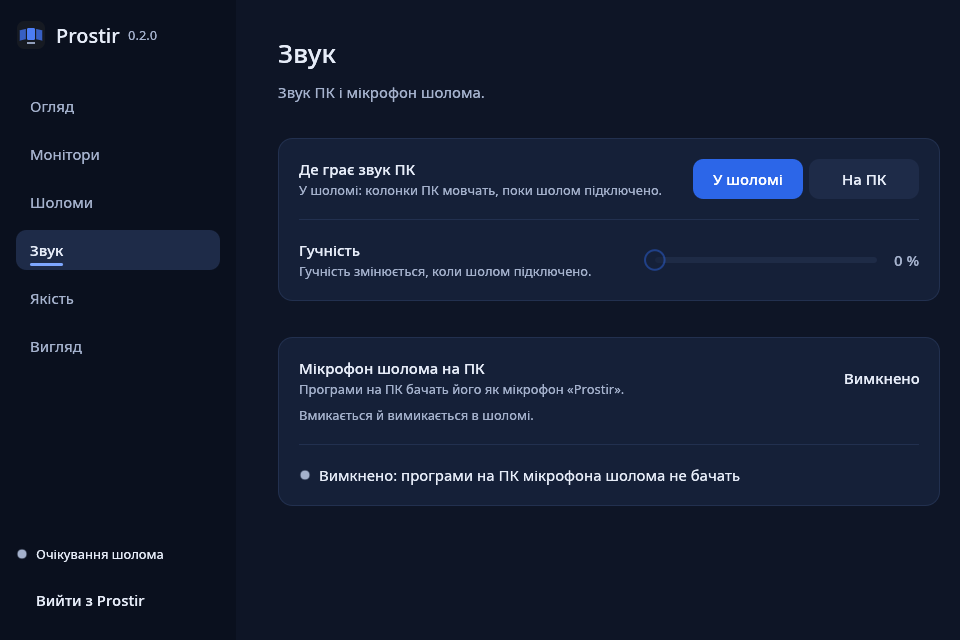 Prostir 0.2.0
Огляд
Монітори
Шоломи
Звук
Якість
Вигляд
Очікування шолома
Вийти з Prostir
Звук
Звук ПК і мікрофон шолома.
Де грає звук ПК
У шоломі: колонки ПК мовчать, поки шолом підключено.
У шоломі
На ПК
Гучність
Гучність змінюється, коли шолом підключено.
0 %
Мікрофон шолома на ПК
Програми на ПК бачать його як мікрофон «Prostir».
Вмикається й вимикається в шоломі.
Вимкнено
Вимкнено: програми на ПК мікрофона шолома не бачать